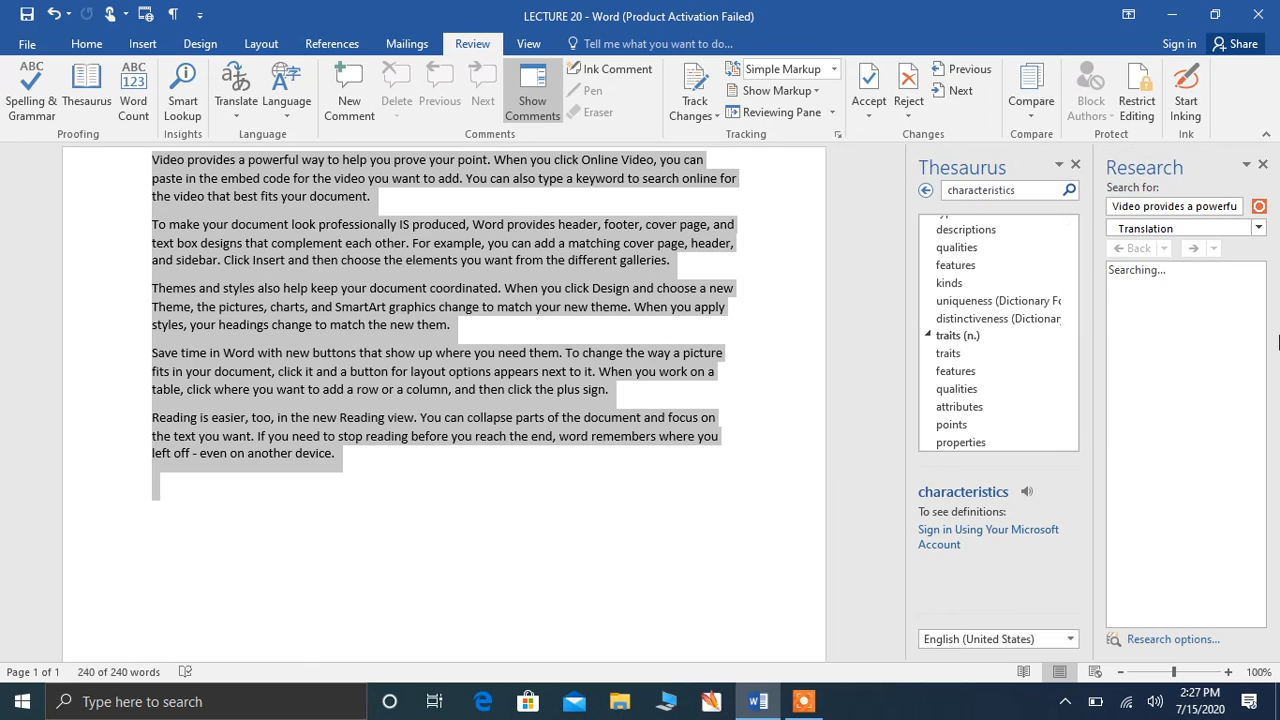 LECTURE 20 - Word (Product Activation Failed)
File Home Insert Design Layout References Mailings Review View Tell me what you want to do... Sign in Share
ABC
Spelling & Grammar
Thesaurus
ABC
123
Word Count
Smart Lookup
Translate
Language
New Comment
Delete
Previous
Next
Show Comments
Ink Comment
Pen
Eraser
Track Changes
Simple Markup
Show Markup
Reviewing Pane
Accept
Reject
Previous
Next
Compare
Block Authors
Restrict Editing
Start Inking
Proofing Insights Language Comments Tracking Changes Compare Protect Ink
Video provides a powerful way to help you prove your point. When you click Online Video, you can
paste in the embed code for the video you want to add. You can also type a keyword to search online for
the video that best fits your document.
To make your document look professionally IS produced, Word provides header, footer, cover page, and
text box designs that complement each other. For example, you can add a matching cover page, header,
and sidebar. Click Insert and then choose the elements you want from the different galleries.
Themes and styles also help keep your document coordinated. When you click Design and choose a new
Theme, the pictures, charts, and SmartArt graphics change to match your new theme. When you apply
styles, your headings change to match the new them.
Save time in Word with new buttons that show up where you need them. To change the way a picture
fits in your document, click it and a button for layout options appears next to it. When you work on a
table, click where you want to add a row or a column, and then click the plus sign.
Reading is easier, too, in the new Reading view. You can collapse parts of the document and focus on
the text you want. If you need to stop reading before you reach the end, word remembers where you
left off - even on another device.
Thesaurus
characteristics
descriptions
qualities
features
kinds
uniqueness (Dictionary Fo
distinctiveness (Dictionary
traits (n.)
traits
features
qualities
attributes
points
properties
characteristics
To see definitions:
Sign in Using Your Microsoft
Account
English (United States)
Research
Search for:
Video provides a powerfu
Translation
Back
Searching...
Research options...
Page 1 of 1 240 of 240 words 100%
Type here to search
2:27 PM
7/15/2020